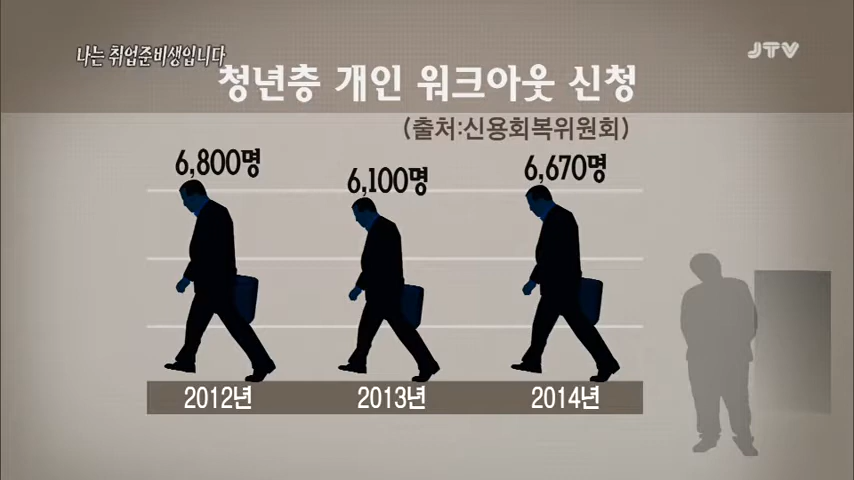 나는 취업준비생입니다
JTV
청년층 개인 워크아웃 신청
(출처:신용회복위원회)
6,800명
6,100명
6,670명
2012년
2013년
2014년